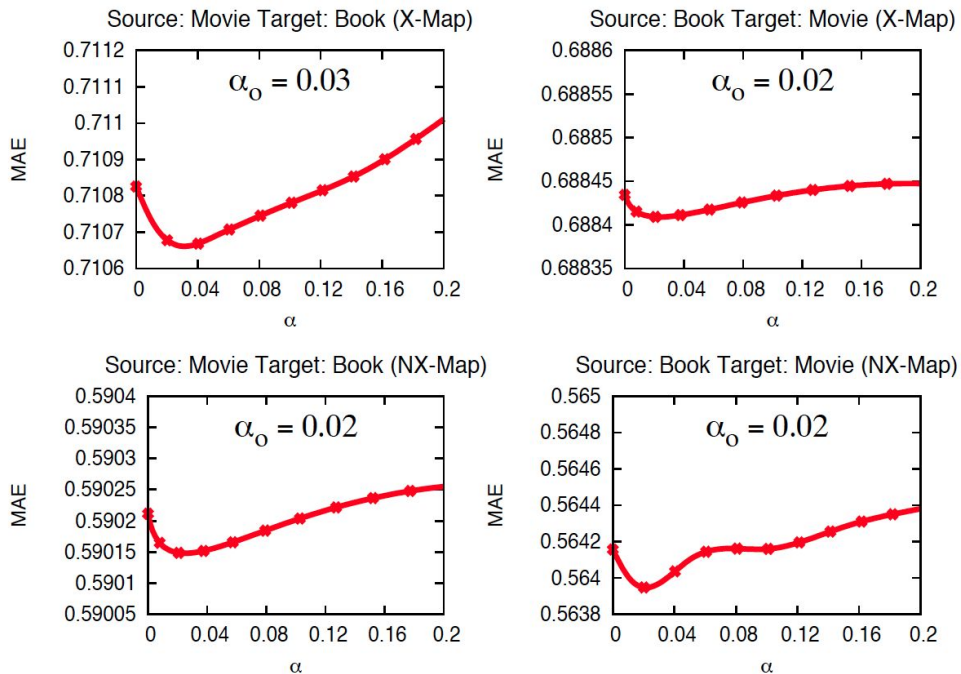 Source: Movie Target: Book (X-Map)
0.7112
0.7111
0.711
0.7109
0.7108
0.7107
0.7106
MAE
α₀ = 0.03
0 0.04 0.08 0.12 0.16 0.2
α
Source: Book Target: Movie (X-Map)
0.6886
0.68855
0.6885
0.68845
0.6884
0.68835
MAE
α₀ = 0.02
0 0.04 0.08 0.12 0.16 0.2
α
Source: Movie Target: Book (NX-Map)
0.5904
0.59035
0.5903
0.59025
0.5902
0.59015
0.5901
0.59005
MAE
α₀ = 0.02
0 0.04 0.08 0.12 0.16 0.2
α
Source: Book Target: Movie (NX-Map)
0.565
0.5648
0.5646
0.5644
0.5642
0.564
0.5638
MAE
α₀ = 0.02
0 0.04 0.08 0.12 0.16 0.2
α